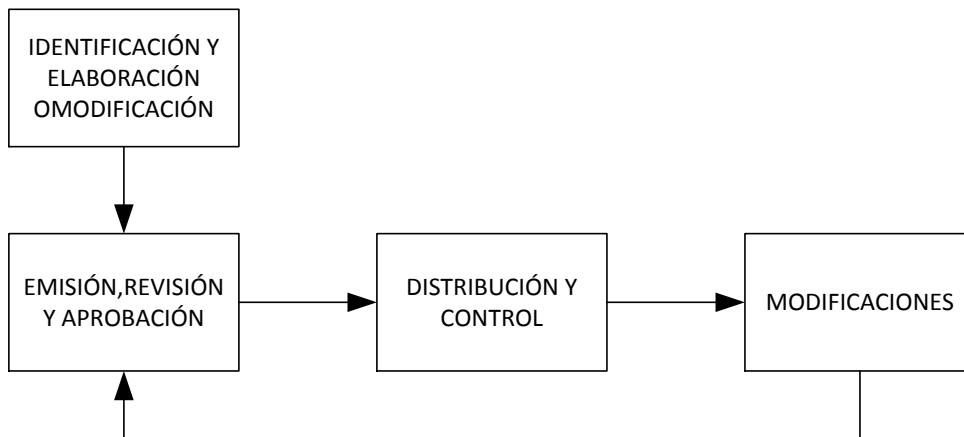 IDENTIFICACIÓN Y
ELABORACIÓN
OMODIFICACIÓN
EMISIÓN,REVISIÓN
Y APROBACIÓN
DISTRIBUCIÓN Y
CONTROL
MODIFICACIONES